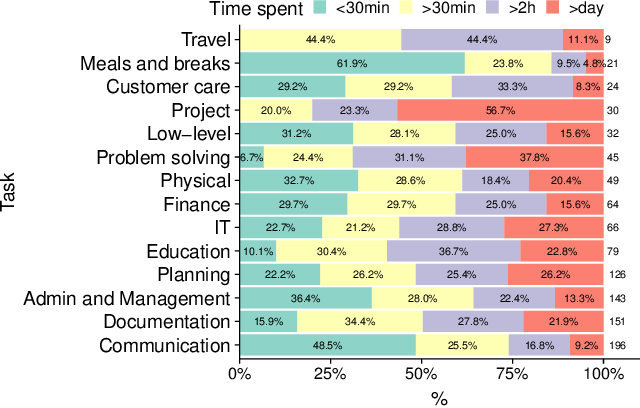 Time spent <30min >30min >2h >day
Travel 44.4% 44.4% 11.1% 9
Meals and breaks 61.9% 23.8% 9.5% 4.8% 21
Customer care 29.2% 29.2% 33.3% 8.3% 24
Project 20.0% 23.3% 56.7% 30
Low−level 31.2% 28.1% 25.0% 15.6% 32
Problem solving 6.7% 24.4% 31.1% 37.8% 45
Physical 32.7% 28.6% 18.4% 20.4% 49
Finance 29.7% 29.7% 25.0% 15.6% 64
IT 22.7% 21.2% 28.8% 27.3% 66
Education 10.1% 30.4% 36.7% 22.8% 79
Planning 22.2% 26.2% 25.4% 26.2% 126
Admin and Management 36.4% 28.0% 22.4% 13.3% 143
Documentation 15.9% 34.4% 27.8% 21.9% 151
Communication 48.5% 25.5% 16.8% 9.2% 196
Task
0% 25% 50% 75% 100%
%